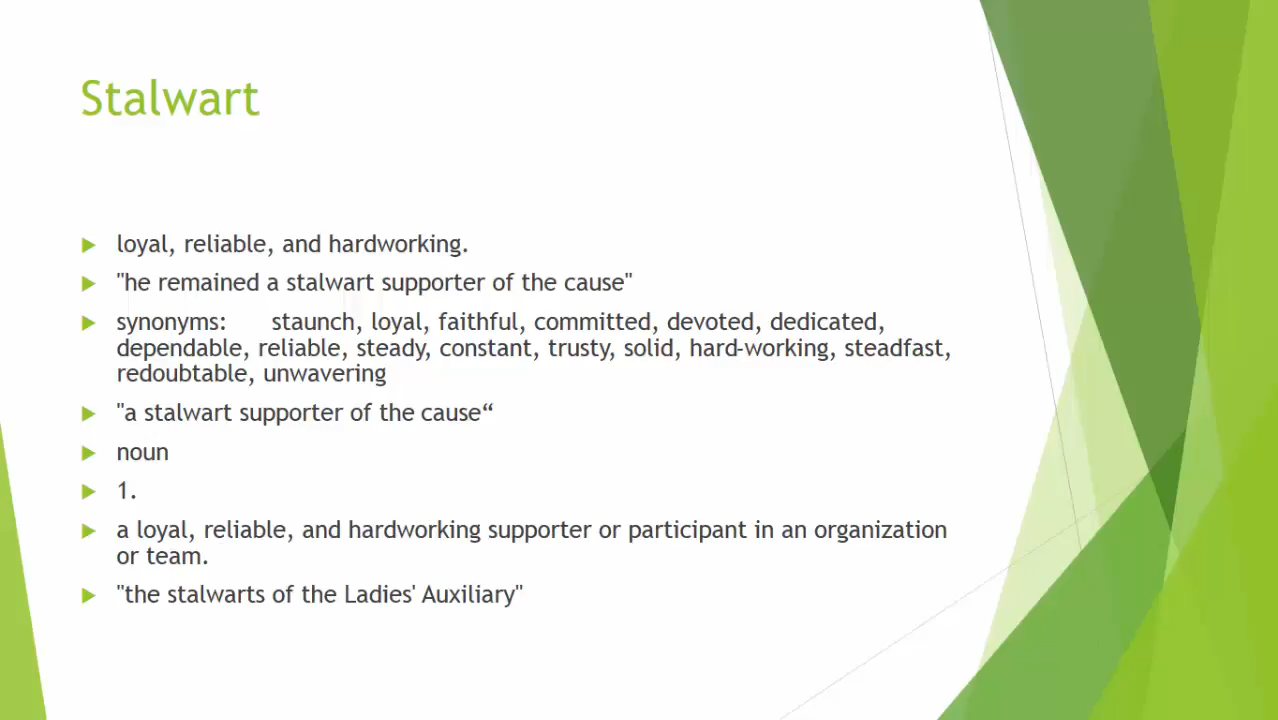 Stalwart
loyal, reliable, and hardworking.
"he remained a stalwart supporter of the cause"
synonyms: staunch, loyal, faithful, committed, devoted, dedicated,
dependable, reliable, steady, constant, trusty, solid, hard-working, steadfast,
redoubtable, unwavering
"a stalwart supporter of the cause“
noun
1.
a loyal, reliable, and hardworking supporter or participant in an organization
or team.
"the stalwarts of the Ladies' Auxiliary"